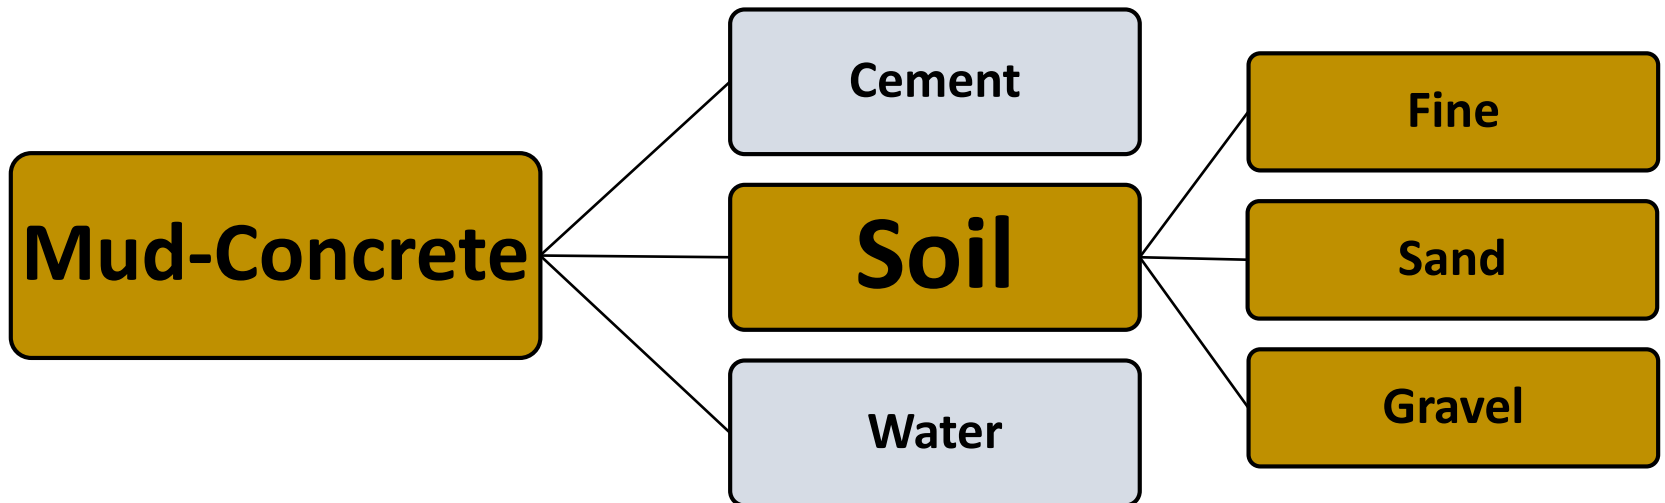 Mud-Concrete
Cement
Soil
Water
Fine
Sand
Gravel